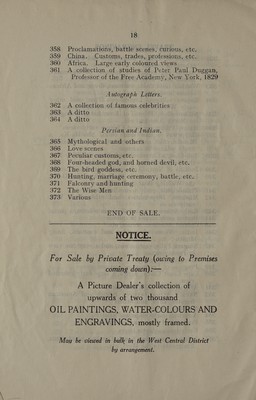 18
358 Proclamations, battle scenes, curious, etc.
359 China. Customs, trades, professions, etc.
360 Africa. Large early coloured views
361 A collection of studies of Peter Paul Duggan,
Professor of the Free Academy, New York, 1829
Autograph Letters.
362 A collection of famous celebrities
363 A ditto
364 A ditto
Persian and Indian.
365 Mythological and others
366 Love scenes
367 Peculiar customs, etc.
368 Four-headed god, and horned devil, etc.
369 The bird goddess, etc.
370 Hunting, marriage ceremony, battle, etc.
371 Falconry and hunting
372 The Wise Men
373 Various
END OF SALE.
NOTICE.
For Sale by Private Treaty (owing to Premises
coming down):—
A Picture Dealer's collection of
upwards of two thousand
OIL PAINTINGS, WATER-COLOURS AND
ENGRAVINGS, mostly framed.
May be viewed in bulk in the West Central District
by arrangement.